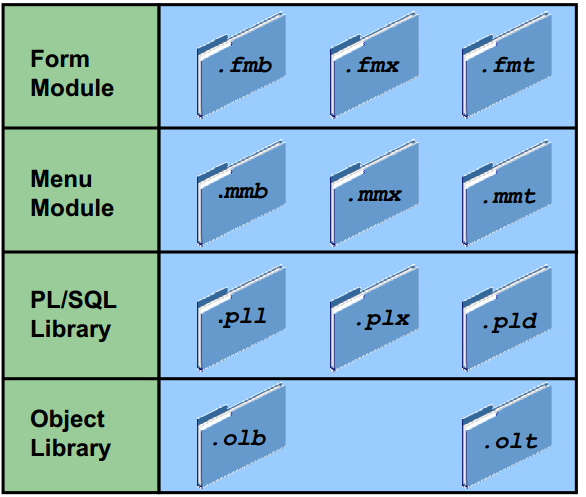 Form
Module
.fmb .fmx .fmt
Menu
Module
.mmb .mmx .mmt
PL/SQL
Library
.pll .plx .pld
Object
Library
.olb .olt